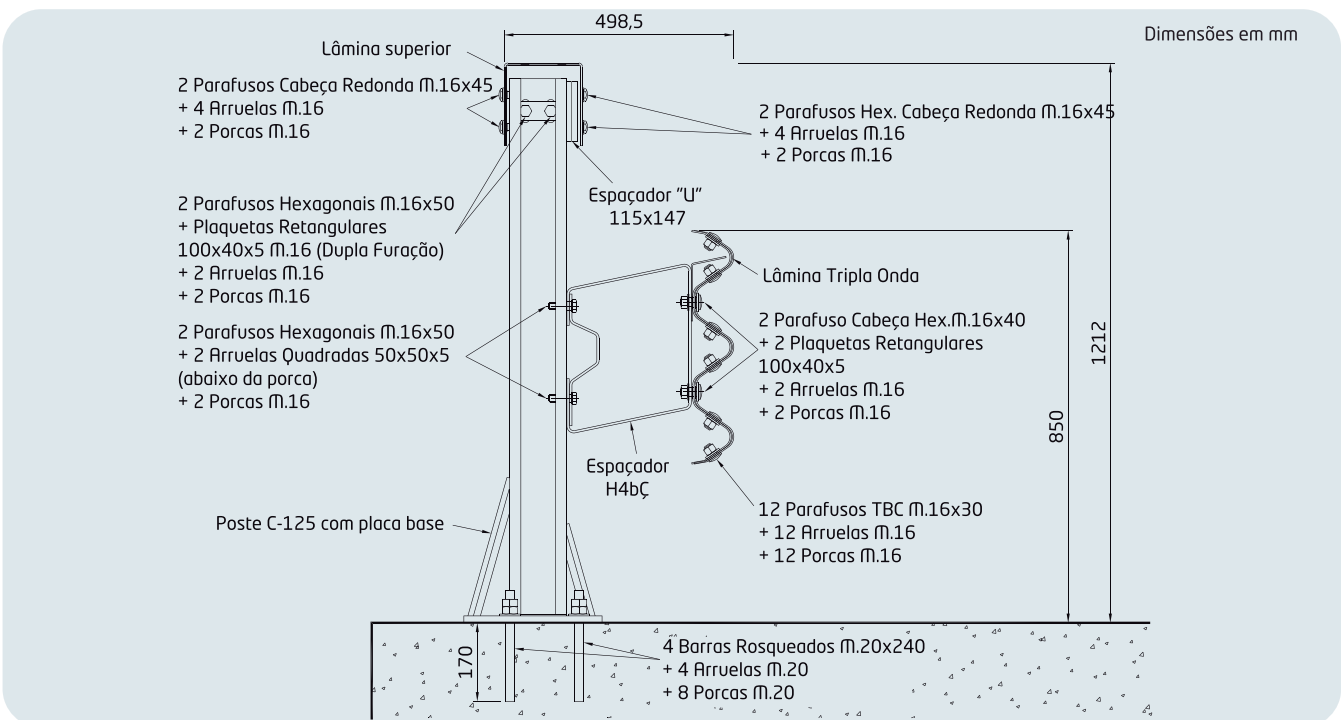 498,5
Dimensões em mm
Lâmina superior
2 Parafusos Cabeça Redonda M.16x45
+ 4 Arruelas M.16
+ 2 Porcas M.16
2 Parafusos Hex. Cabeça Redonda M.16x45
+ 4 Arruelas M.16
+ 2 Porcas M.16
Espaçador "U"
115x147
2 Parafusos Hexagonais M.16x50
+ Plaquetas Retangulares
100x40x5 M.16 (Dupla Furação)
+ 2 Arruelas M.16
+ 2 Porcas M.16
Lâmina Tripla Onda
2 Parafusos Hexagonais M.16x50
+ 2 Arruelas Quadradas 50x50x5
(abaixo da porca)
+ 2 Porcas M.16
2 Parafuso Cabeça Hex.M.16x40
+ 2 Plaquetas Retangulares
100x40x5
+ 2 Arruelas M.16
+ 2 Porcas M.16
1212
850
Espaçador
H4bÇ
12 Parafusos TBC M.16x30
+ 12 Arruelas M.16
+ 12 Porcas M.16
Poste C-125 com placa base
170
4 Barras Rosqueados M.20x240
+ 4 Arruelas M.20
+ 8 Porcas M.20